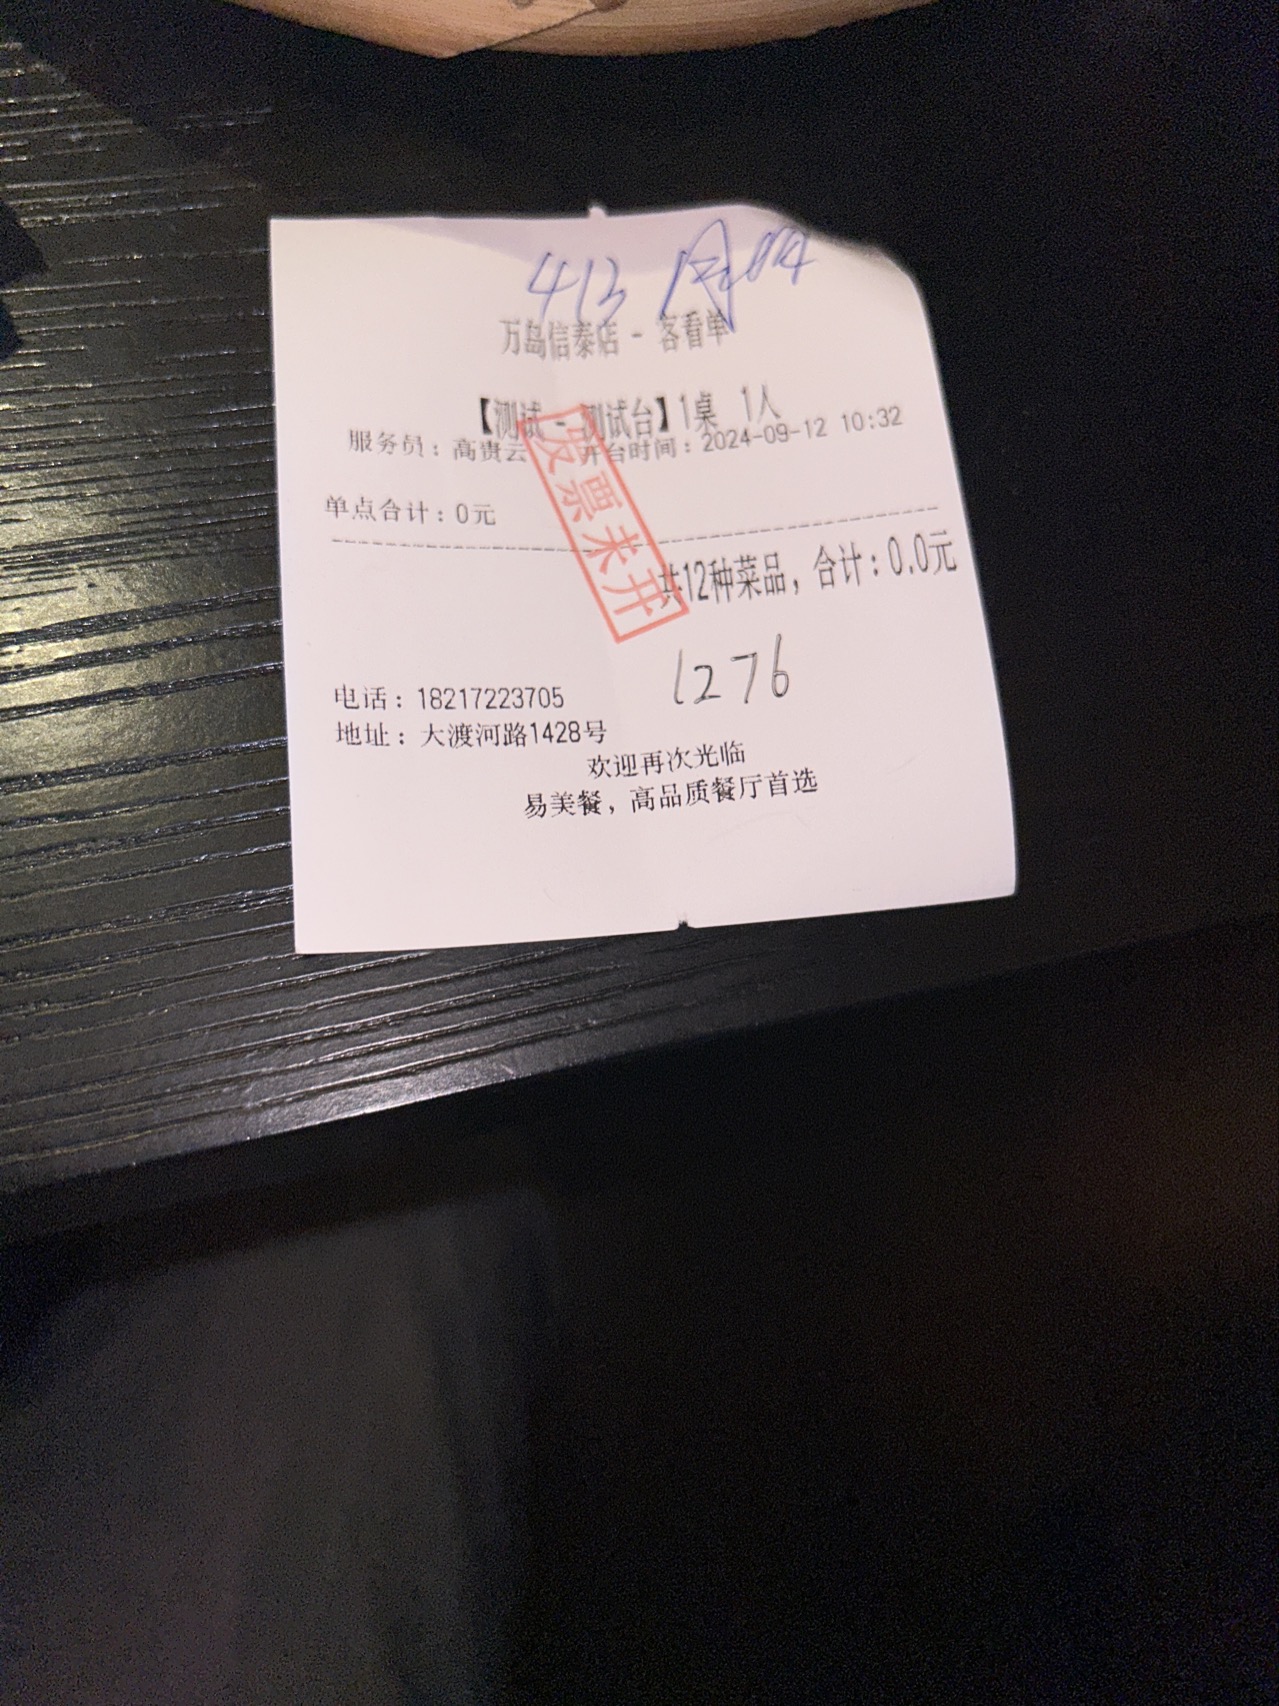 413
万岛信泰店 - 客看单
【测试 - 测试台】1桌 1人
服务员：高贵云 开台时间：2024-09-12 10:32
单点合计：0元
发票未开
共12种菜品，合计：0.0元
1276
电话：18217223705
地址：大渡河路1428号
欢迎再次光临
易美餐，高品质餐厅首选